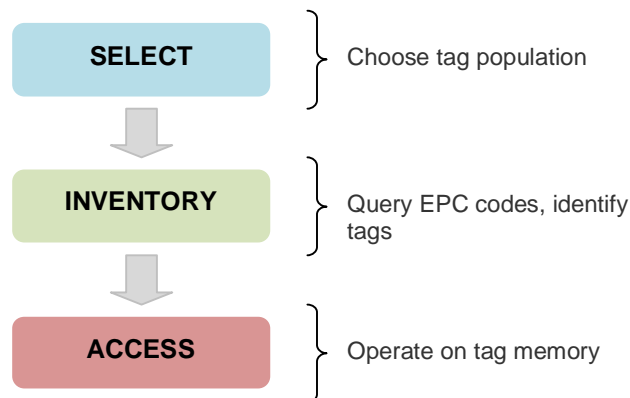 SELECT
Choose tag population
INVENTORY
Query EPC codes, identify
tags
ACCESS
Operate on tag memory